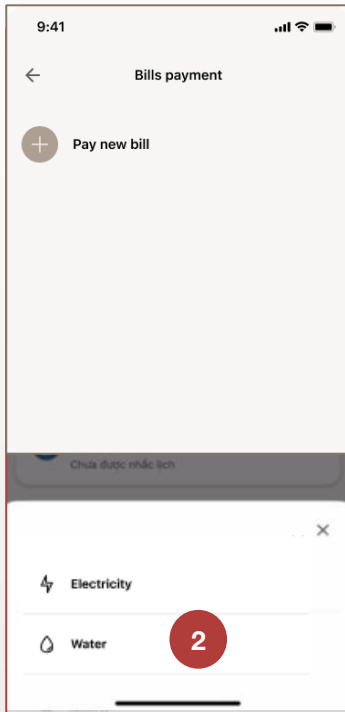 9:41
Bills payment
Pay new bill
Chưa được nhắc lịch
Electricity
Water
2